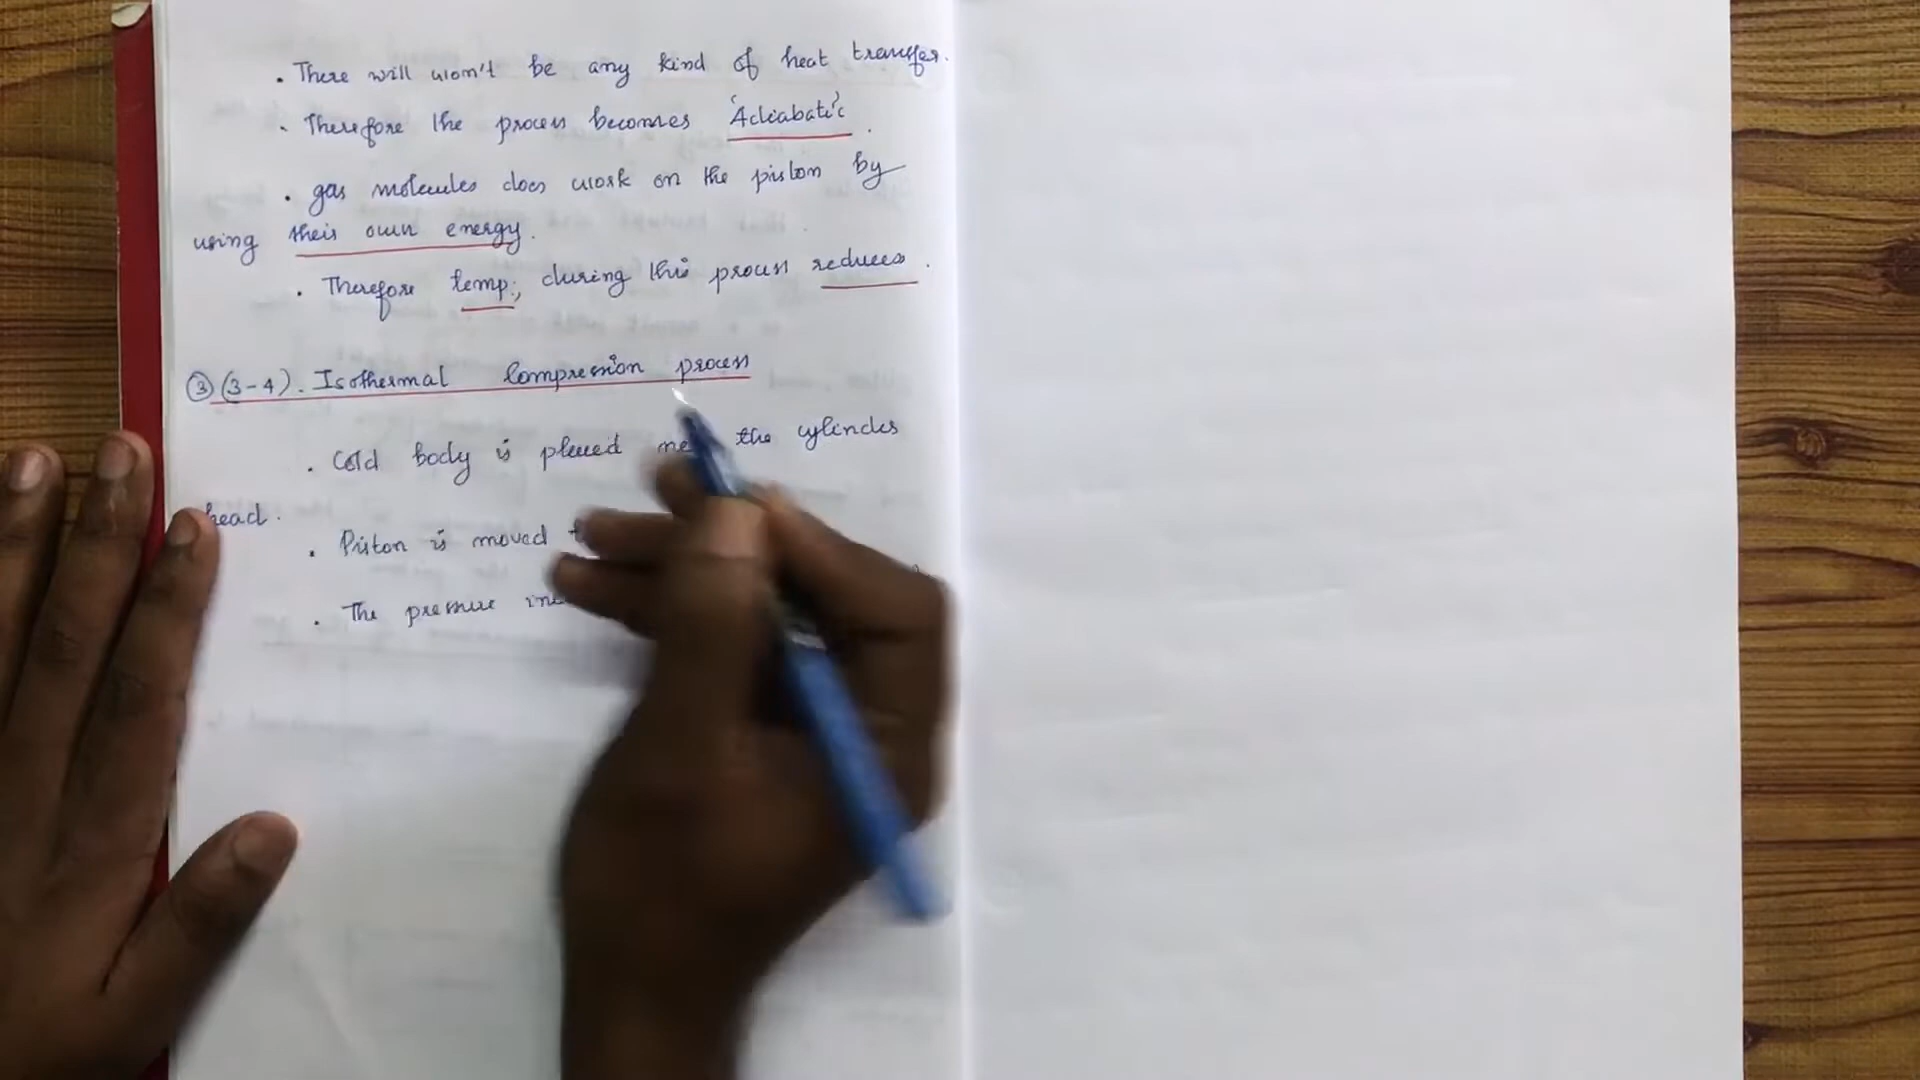 . There will won't be any kind of heat transfer.
. Therefore the process becomes 'Adiabatic'.
. gas molecules does work on the piston by
using their own energy.
. Therefore temp:, during this process reduces.
③ (3-4). Isothermal Compression process
. Cold body is placed the cylinder
head.
. Piston is moved
. The pressure